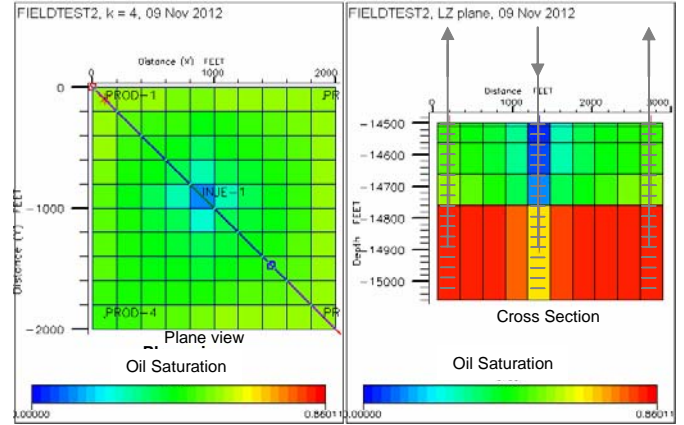 FIELDTEST2, k = 4, 09 Nov 2012
Distance (X) FEET
0 1000 2000
PROD-1 PR
INJE-1
PROD-4 PR
0
-1000
-2000
Distance (Y) FEET
Plane view
Oil Saturation
0.00000 0.86011
FIELDTEST2, LZ plane, 09 Nov 2012
Distance FEET
0 1000 2000 3000
-14500
-14600
-14700
-14800
-14900
-15000
Depth FEET
Cross Section
Oil Saturation
0.00000 0.86011